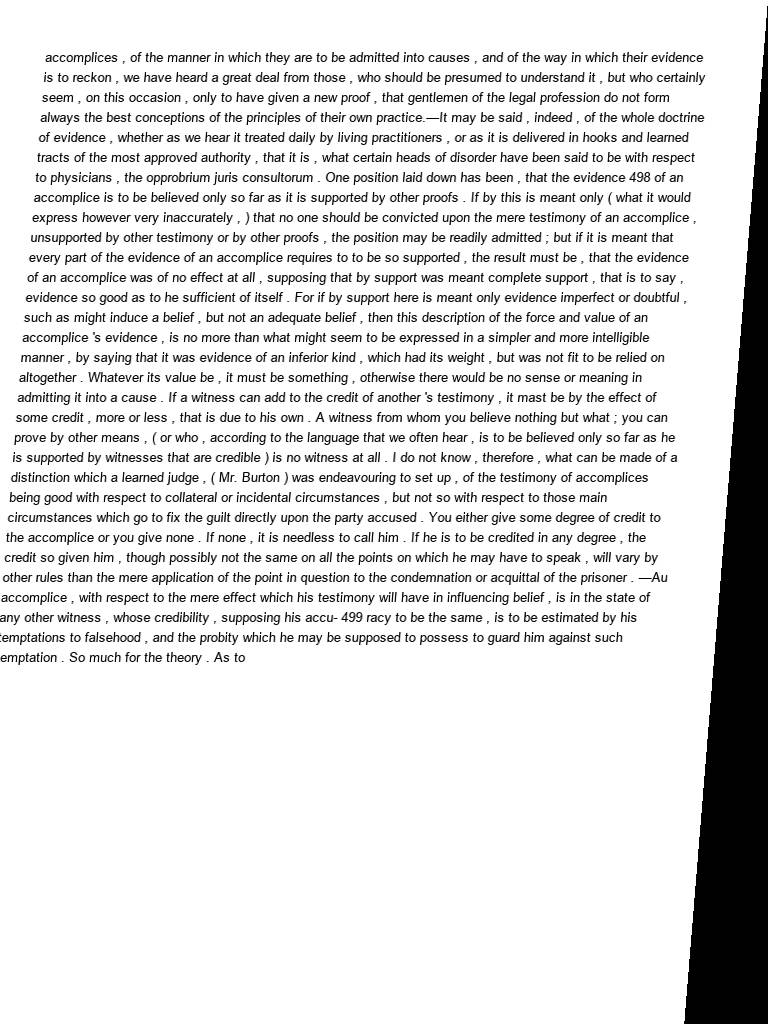 accomplices , of the manner in which they are to be admitted into causes , and of the way in which their evidence
is to reckon , we have heard a great deal from those , who should be presumed to understand it , but who certainly
seem , on this occasion , only to have given a new proof , that gentlemen of the legal profession do not form
always the best conceptions of the principles of their own practice.—It may be said , indeed , of the whole doctrine
of evidence , whether as we hear it treated daily by living practitioners , or as it is delivered in hooks and learned
tracts of the most approved authority , that it is , what certain heads of disorder have been said to be with respect
to physicians , the opprobrium juris consultorum . One position laid down has been , that the evidence 498 of an
accomplice is to be believed only so far as it is supported by other proofs . If by this is meant only ( what it would
express however very inaccurately , ) that no one should be convicted upon the mere testimony of an accomplice ,
unsupported by other testimony or by other proofs , the position may be readily admitted ; but if it is meant that
every part of the evidence of an accomplice requires to to be so supported , the result must be , that the evidence
of an accomplice was of no effect at all , supposing that by support was meant complete support , that is to say ,
evidence so good as to he sufficient of itself . For if by support here is meant only evidence imperfect or doubtful ,
such as might induce a belief , but not an adequate belief , then this description of the force and value of an
accomplice 's evidence , is no more than what might seem to be expressed in a simpler and more intelligible
manner , by saying that it was evidence of an inferior kind , which had its weight , but was not fit to be relied on
altogether . Whatever its value be , it must be something , otherwise there would be no sense or meaning in
admitting it into a cause . If a witness can add to the credit of another 's testimony , it mast be by the effect of
some credit , more or less , that is due to his own . A witness from whom you believe nothing but what ; you can
prove by other means , ( or who , according to the language that we often hear , is to be believed only so far as he
is supported by witnesses that are credible ) is no witness at all . I do not know , therefore , what can be made of a
distinction which a learned judge , ( Mr. Burton ) was endeavouring to set up , of the testimony of accomplices
being good with respect to collateral or incidental circumstances , but not so with respect to those main
circumstances which go to fix the guilt directly upon the party accused . You either give some degree of credit to
the accomplice or you give none . If none , it is needless to call him . If he is to be credited in any degree , the
credit so given him , though possibly not the same on all the points on which he may have to speak , will vary by
other rules than the mere application of the point in question to the condemnation or acquittal of the prisoner . —Au
accomplice , with respect to the mere effect which his testimony will have in influencing belief , is in the state of
any other witness , whose credibility , supposing his accu- 499 racy to be the same , is to be estimated by his
temptations to falsehood , and the probity which he may be supposed to possess to guard him against such
emptation . So much for the theory . As to